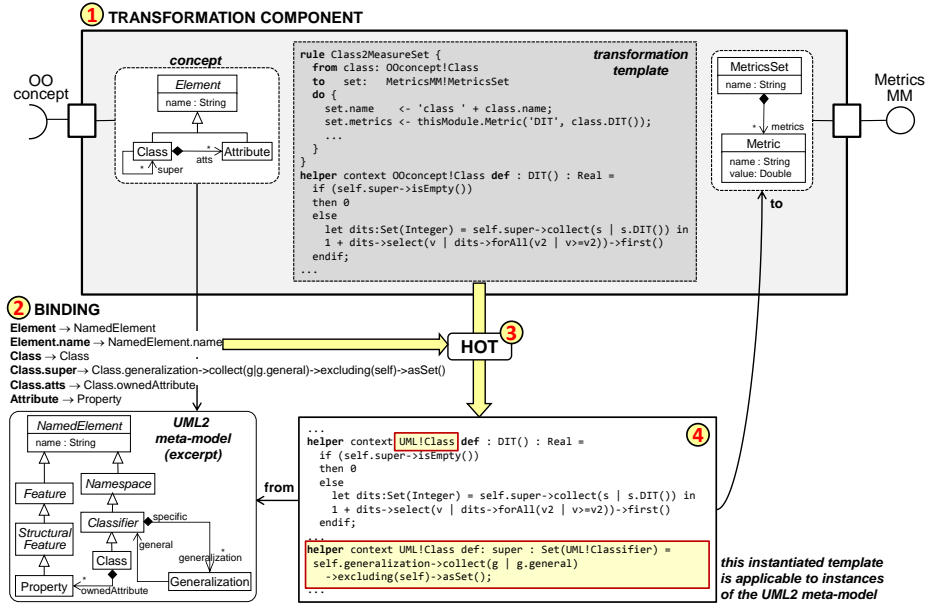 1 TRANSFORMATION COMPONENT
OO
concept
concept
Element
name : String
Class
*
atts
Attribute
*
super
transformation
template
rule Class2MeasureSet {
from class: OOconcept!Class
to set: MetricsMM!MetricsSet
do {
set.name <- 'class ' + class.name;
set.metrics <- thisModule.Metric('DIT', class.DIT());
...
}
}
helper context OOconcept!Class def : DIT() : Real =
if (self.super->isEmpty())
then 0
else
let dits:Set(Integer) = self.super->collect(s | s.DIT()) in
1 + dits->select(v | dits->forAll(v2 | v>=v2))->first()
endif;
...
MetricsSet
name : String
* metrics
Metric
name : String
value: Double
Metrics
MM
to
2 BINDING
Element → NamedElement
Element.name → NamedElement.name
Class → Class
Class.super → Class.generalization->collect(g|g.general)->excluding(self)->asSet()
Class.atts → Class.ownedAttribute
Attribute → Property
HOT
3
UML2
meta-model
(excerpt)
NamedElement
name : String
Feature
Namespace
Structural
Feature
Classifier
specific
general
*
generalization
Class
Property
*
ownedAttribute
Generalization
from
4
...
helper context UML!Class def : DIT() : Real =
if (self.super->isEmpty())
then 0
else
let dits:Set(Integer) = self.super->collect(s | s.DIT()) in
1 + dits->select(v | dits->forAll(v2 | v>=v2))->first()
endif;
...
helper context UML!Class def: super : Set(UML!Classifier) =
self.generalization->collect(g | g.general)
->excluding(self)->asSet();
...
this instantiated template
is applicable to instances
of the UML2 meta-model